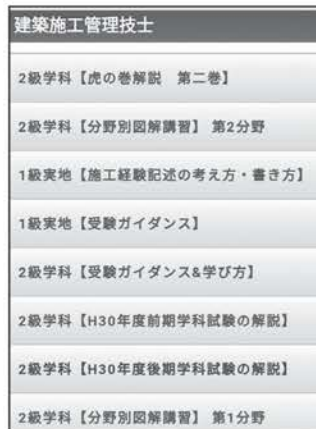 建築施工管理技士
2級学科【虎の巻解説　第二巻】
2級学科【分野別図解講習】 第2分野
1級実地【施工経験記述の考え方・書き方】
1級実地【受験ガイダンス】
2級学科【受験ガイダンス&学び方】
2級学科【H30年度前期学科試験の解説】
2級学科【H30年度後期学科試験の解説】
2級学科【分野別図解講習】 第1分野